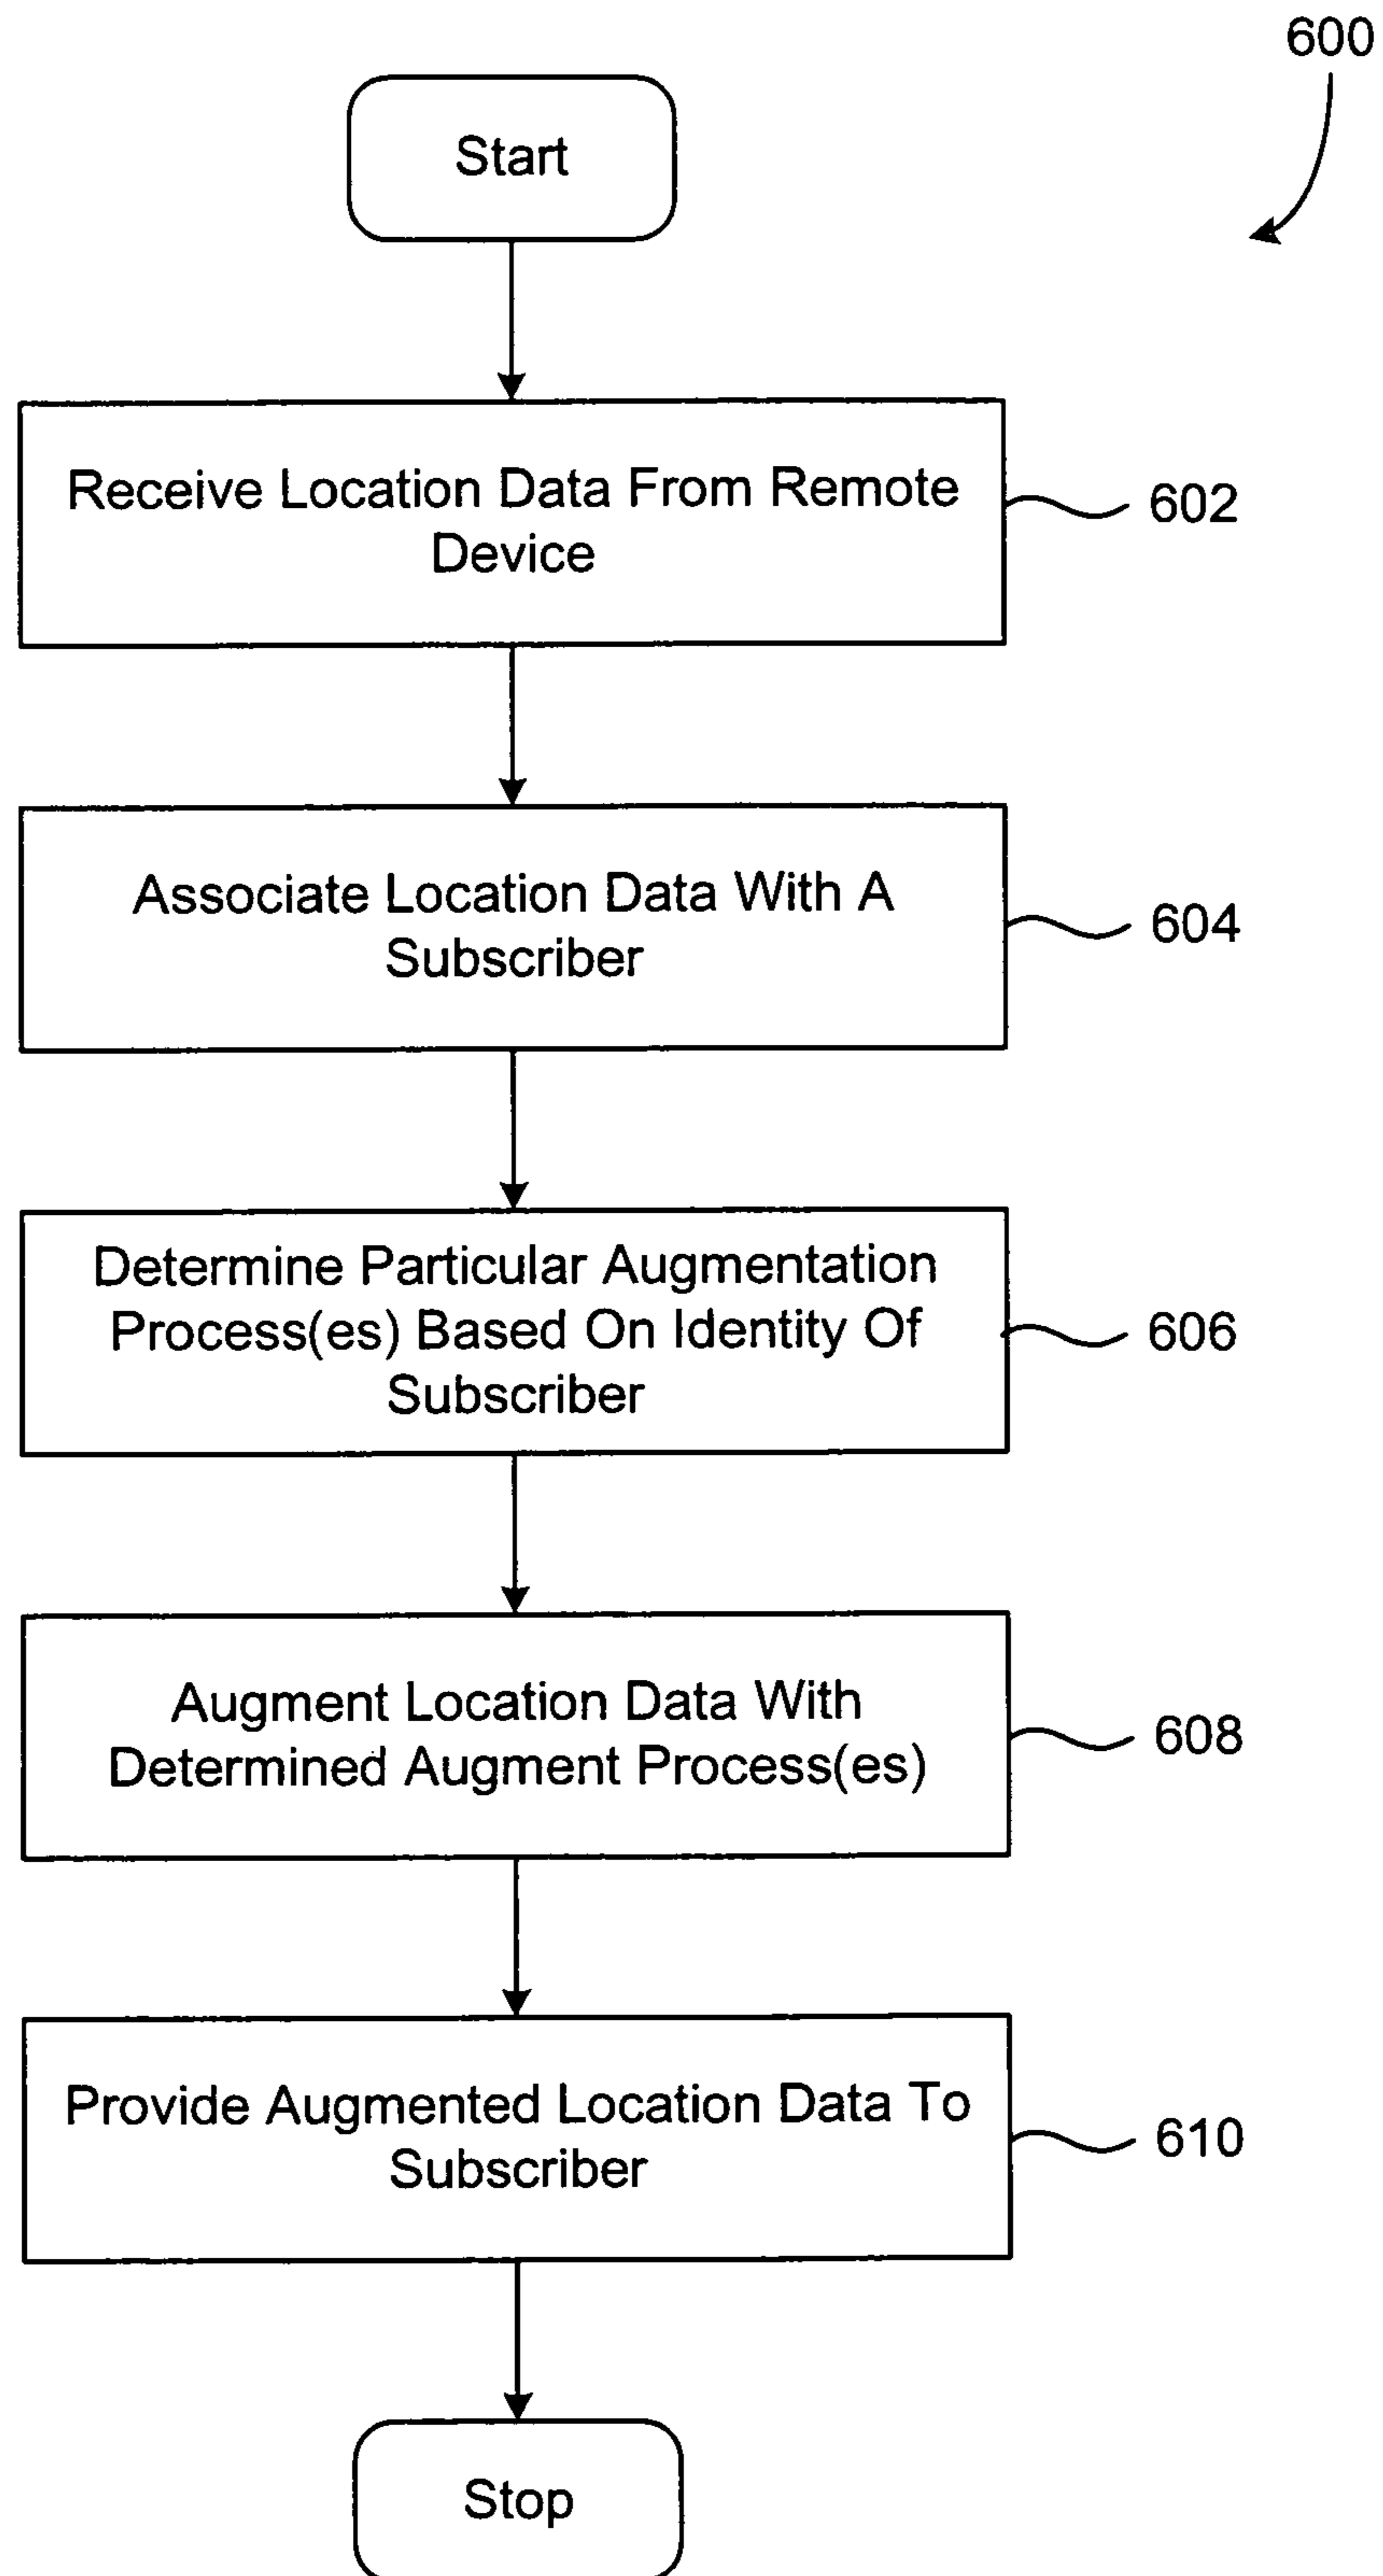 600
Start
Receive Location Data From Remote
Device
602
Associate Location Data With A
Subscriber
604
Determine Particular Augmentation
Process(es) Based On Identity Of
Subscriber
606
Augment Location Data With
Determined Augment Process(es)
608
Provide Augmented Location Data To
Subscriber
610
Stop